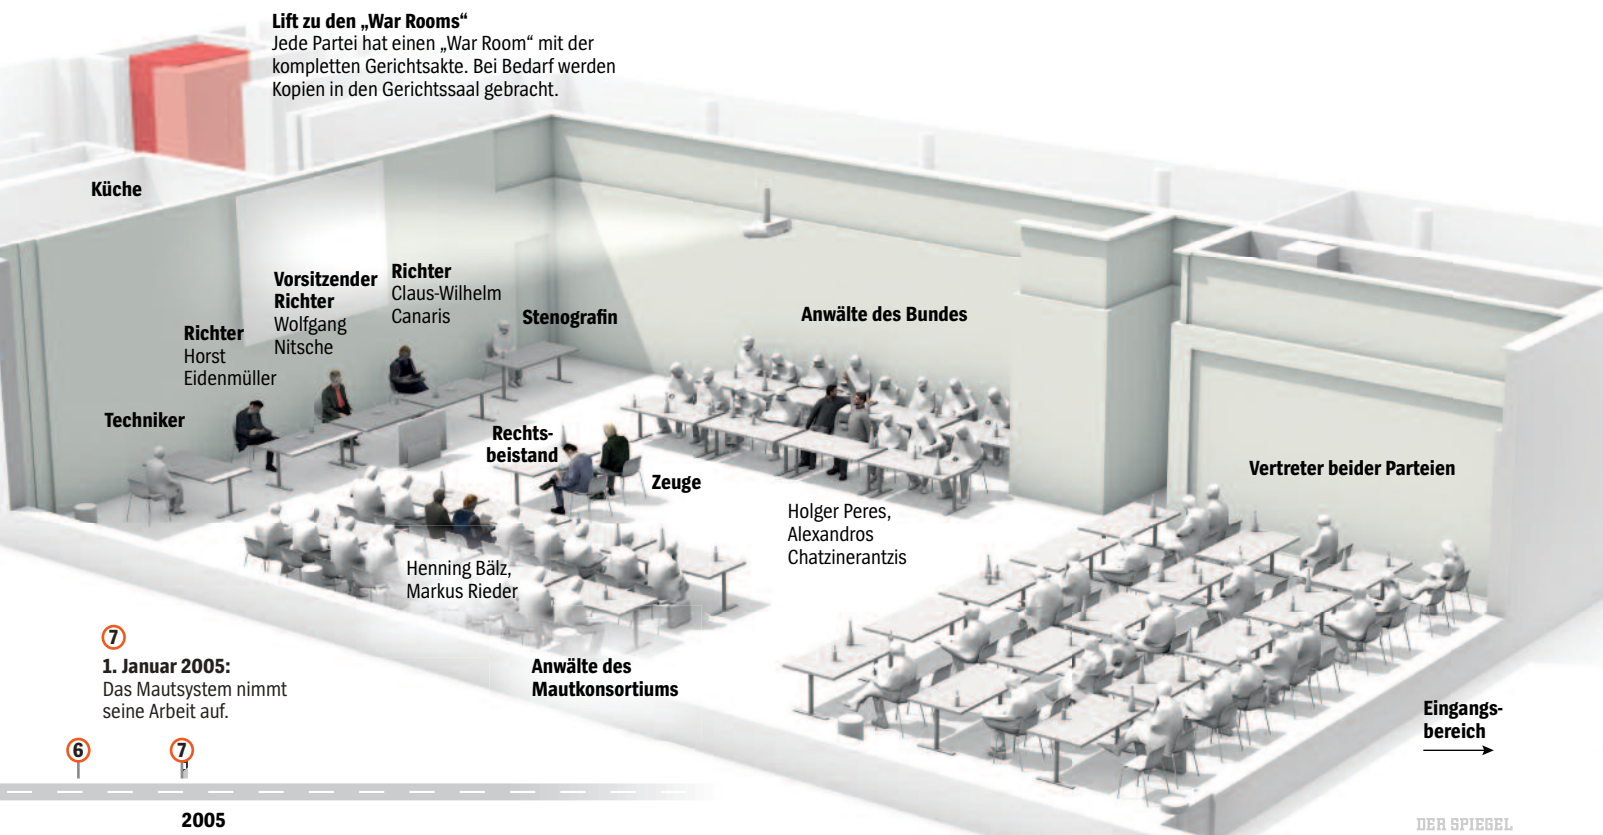 Lift zu den „War Rooms“
Jede Partei hat einen „War Room“ mit der
kompletten Gerichtsakte. Bei Bedarf werden
Kopien in den Gerichtssaal gebracht.
Küche
Techniker
Richter
Horst
Eidenmüller
Vorsitzender
Richter
Wolfgang
Nitsche
Richter
Claus-Wilhelm
Canaris
Stenografin
Rechts-
beistand
Zeuge
Anwälte des Bundes
Holger Peres,
Alexandros
Chatzinerantzis
Vertreter beider Parteien
Henning Bälz,
Markus Rieder
Anwälte des
Mautkonsortiums
Eingangs-
bereich
7
1. Januar 2005:
Das Mautsystem nimmt
seine Arbeit auf.
6
7
2005
DER SPIEGEL